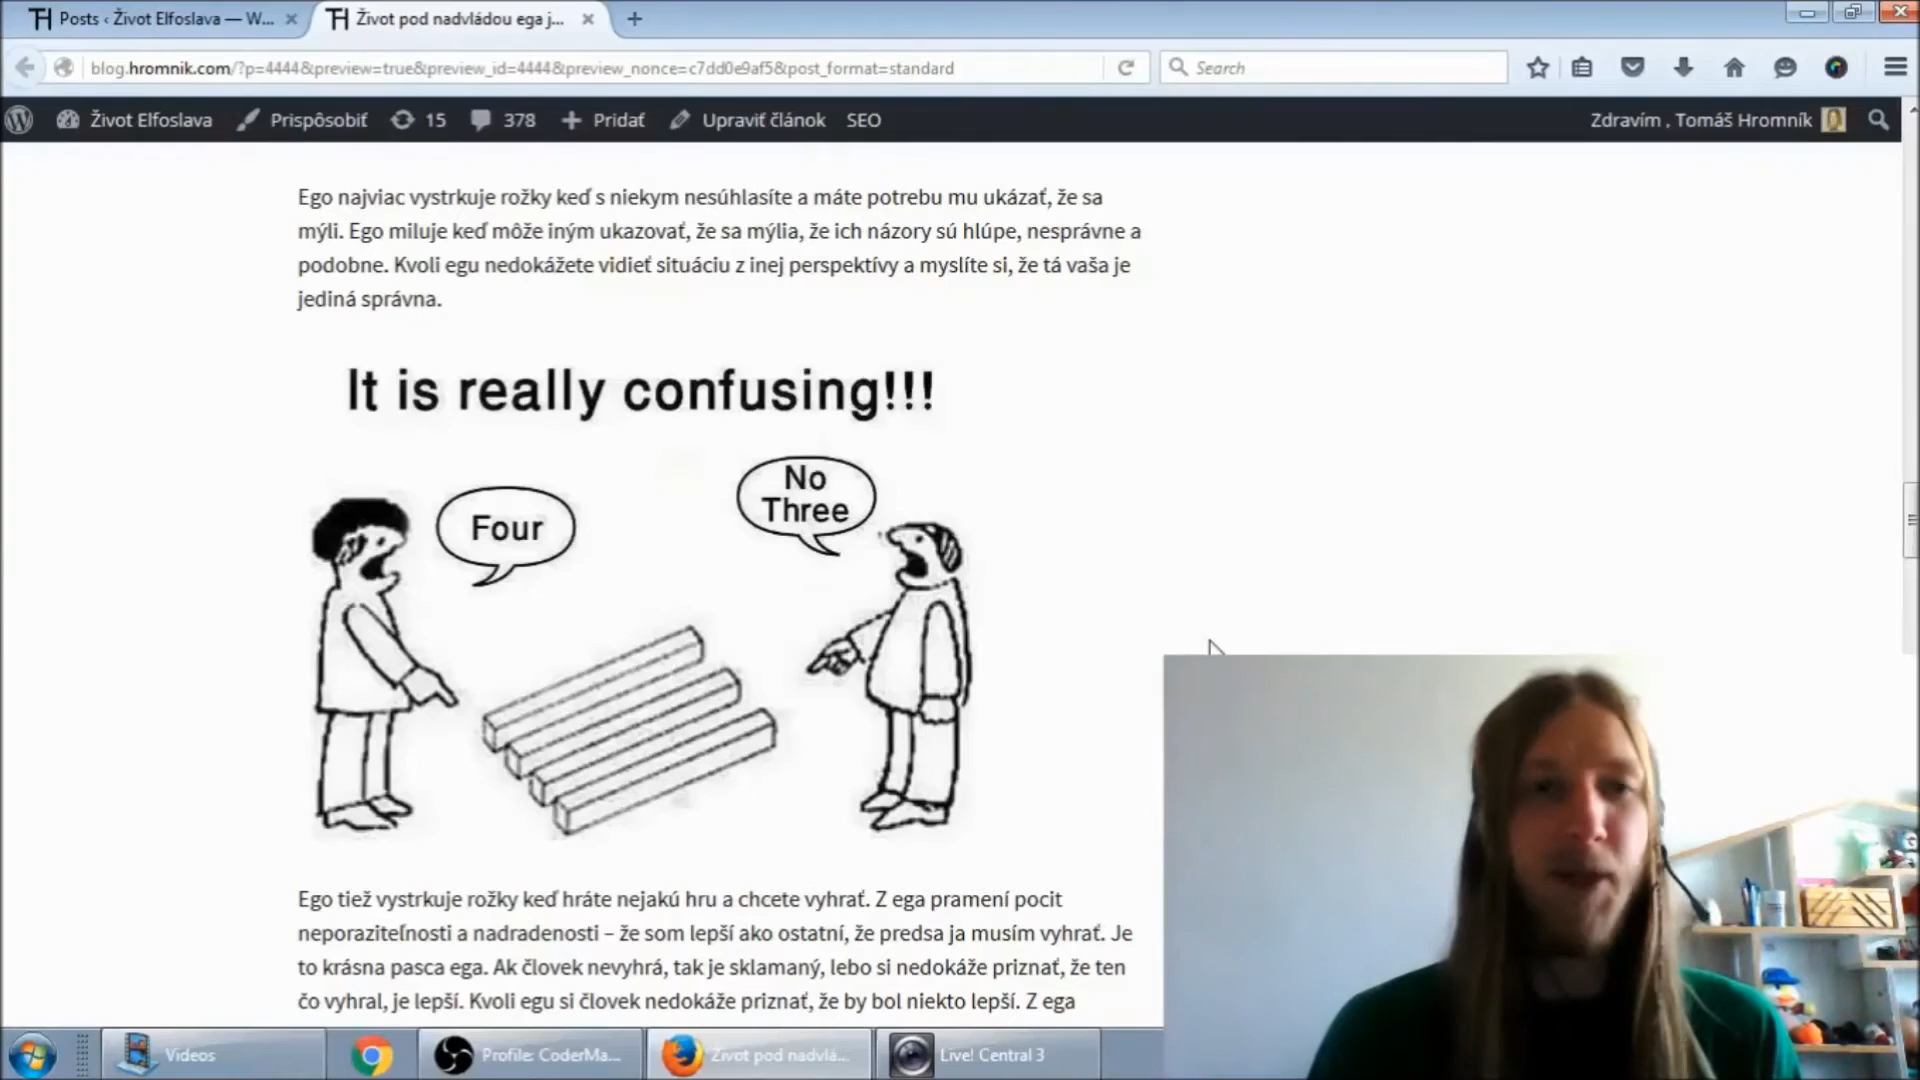 Posts ‹ Život Elfoslava — W...
Život pod nadvládou ega j...
blog.hromnik.com/?p=4444&preview=true&preview_id=4444&preview_nonce=c7dd0e9af5&post_format=standard
Search
Život Elfoslava
Prispôsobiť
15
378
Pridať
Upraviť článok
SEO
Zdravím , Tomáš Hromník
Ego najviac vystrkuje rožky keď s niekym nesúhlasíte a máte potrebu mu ukázať, že sa
mýli. Ego miluje keď môže iným ukazovať, že sa mýlia, že ich názory sú hlúpe, nesprávne a
podobne. Kvoli egu nedokážete vidieť situáciu z inej perspektívy a myslíte si, že tá vaša je
jediná správna.
It is really confusing!!!
Four
No
Three
Ego tiež vystrkuje rožky keď hráte nejakú hru a chcete vyhrať. Z ega pramení pocit
neporaziteľnosti a nadradenosti – že som lepší ako ostatní, že predsa ja musím vyhrať. Je
to krásna pasca ega. Ak človek nevyhrá, tak je sklamaný, lebo si nedokáže priznať, že ten
čo vyhral, je lepší. Kvoli egu si človek nedokáže priznať, že by bol niekto lepší. Z ega
Videos
Profile: CoderMa...
Život pod nadvlá...
Live! Central 3